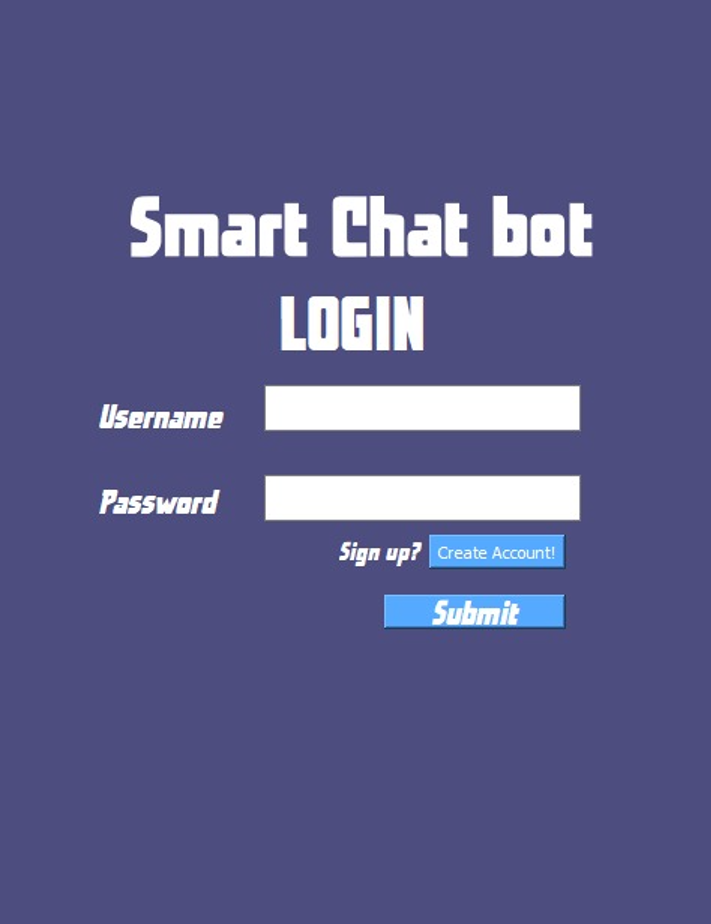 Smart Chat bot
LOGIN
Username
Password
Sign up? Create Account!
Submit